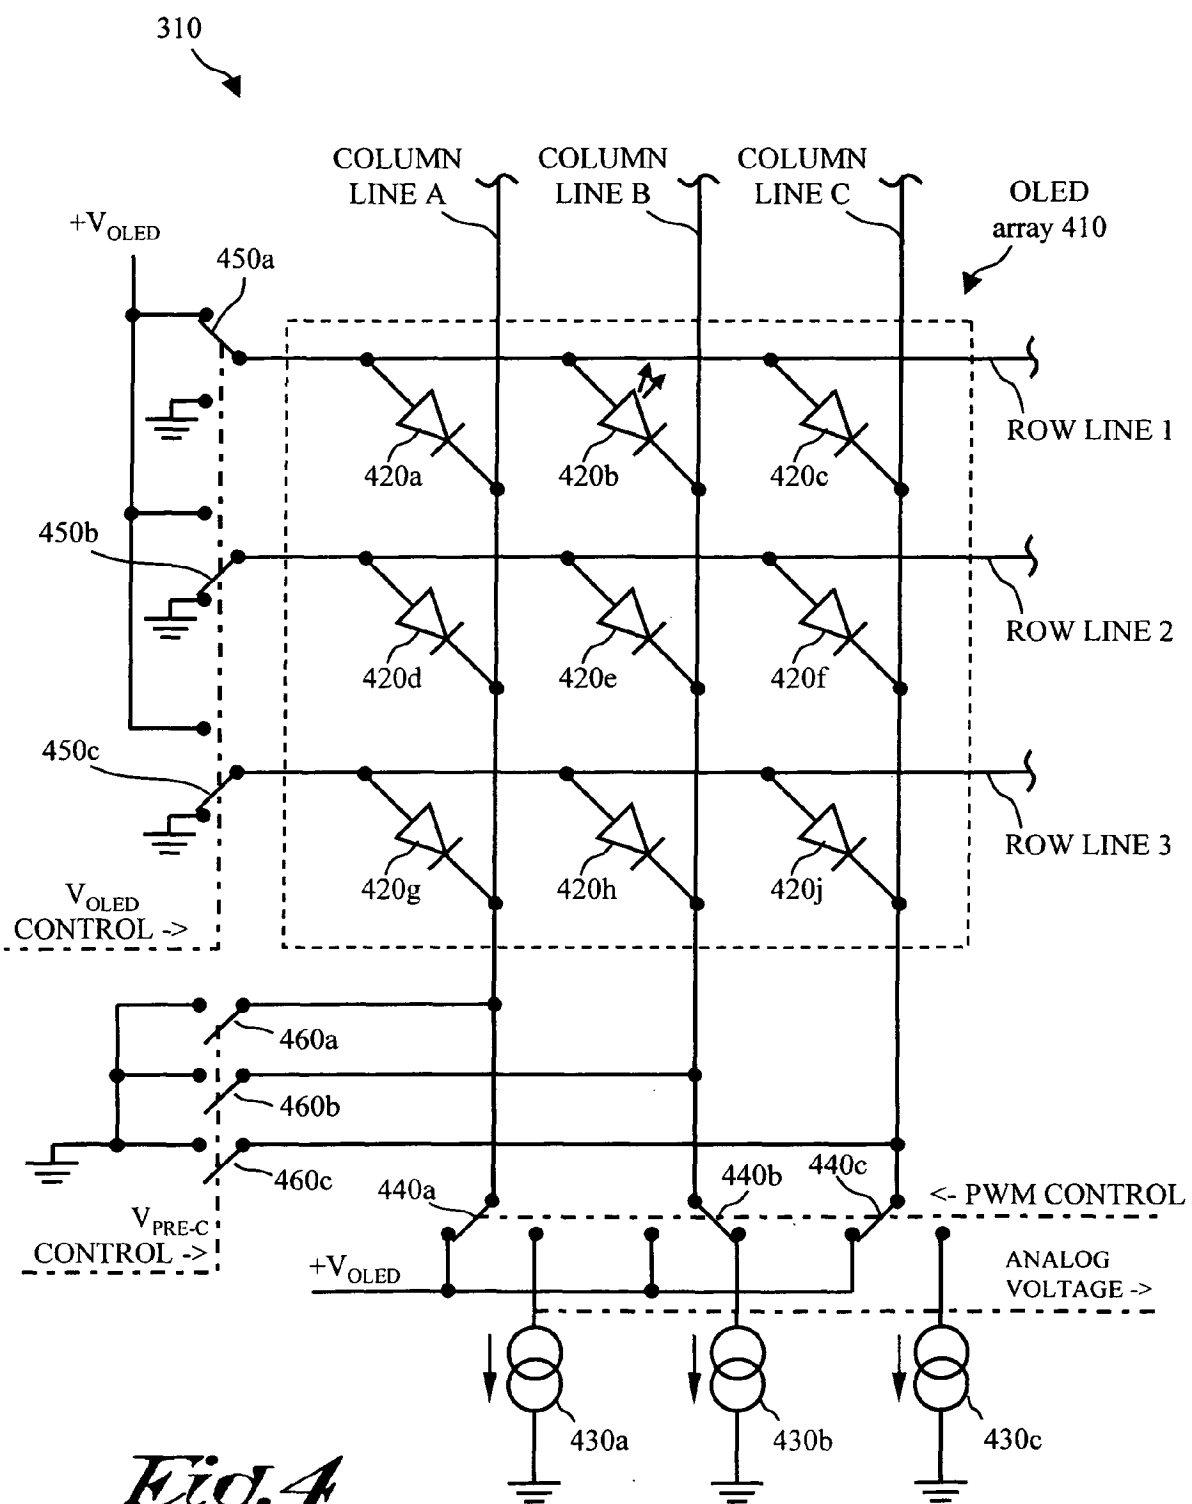 310
COLUMN
LINE A
COLUMN
LINE B
COLUMN
LINE C
OLED
array 410
+VOLED
450a
ROW LINE 1
420a
420b
420c
450b
ROW LINE 2
420d
420e
420f
450c
ROW LINE 3
420g
420h
420j
VOLED
CONTROL ->
460a
460b
460c
440a
440b
440c
<- PWM CONTROL
VPRE-C
CONTROL ->
+VOLED
ANALOG
VOLTAGE ->
430a
430b
430c
Fig.4